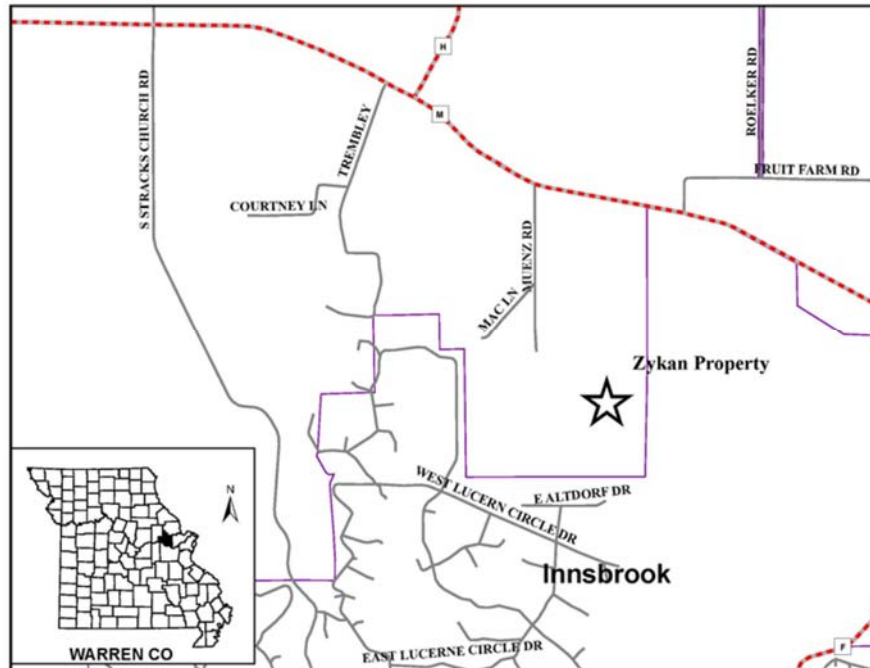 H
M
S STRACKS CHURCH RD
TREMBLEY
ROELKER RD
FRUIT FARM RD
COURTNEY LN
MUENZ RD
MAC LN
Zykan Property
WEST LUCERN CIRCLE DR
E ALTDORF DR
Innsbrook
N
WARREN CO
EAST LUCERNE CIRCLE DR
F